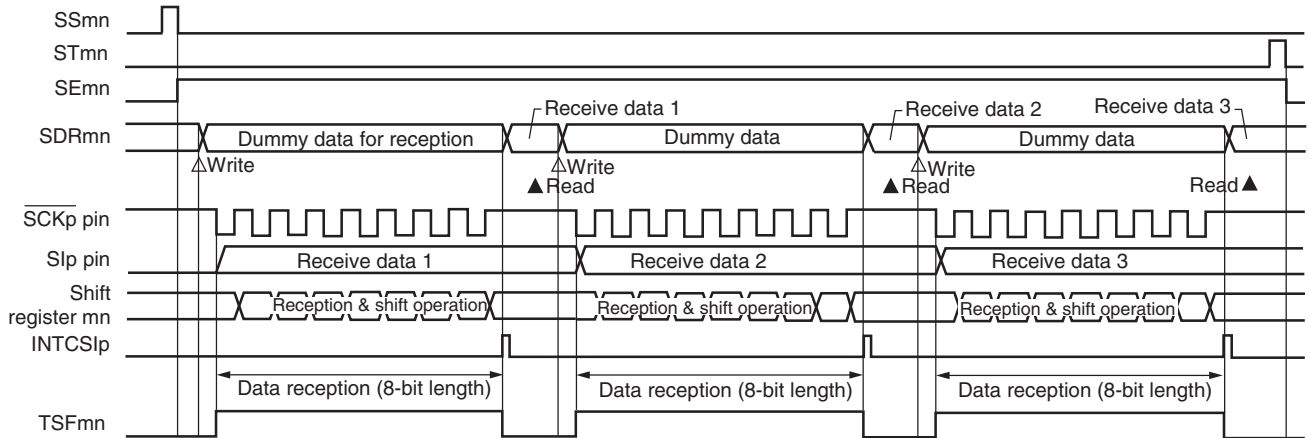 SSmn
STmn
SEmn
Receive data 1
Receive data 2
Receive data 3
SDRmn
Dummy data for reception
Dummy data
Dummy data
△Write
△Write
△Write
▲Read
▲Read
Read▲
SCKp pin
SIp pin
Receive data 1
Receive data 2
Receive data 3
Shift
register mn
Reception & shift operation
Reception & shift operation
Reception & shift operation
INTCSIp
Data reception (8-bit length)
Data reception (8-bit length)
Data reception (8-bit length)
TSFmn